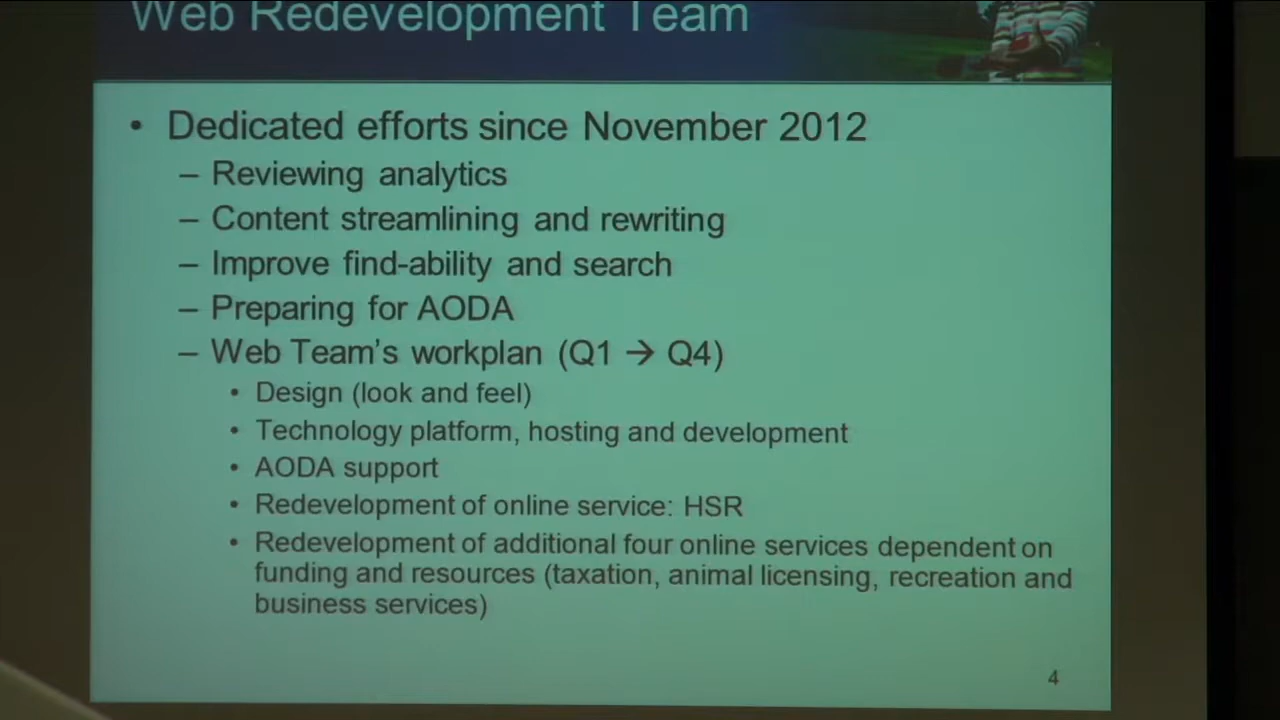 Web Redevelopment Team
• Dedicated efforts since November 2012
– Reviewing analytics
– Content streamlining and rewriting
– Improve find-ability and search
– Preparing for AODA
– Web Team's workplan (Q1 → Q4)
• Design (look and feel)
• Technology platform, hosting and development
• AODA support
• Redevelopment of online service: HSR
• Redevelopment of additional four online services dependent on
funding and resources (taxation, animal licensing, recreation and
business services)
4